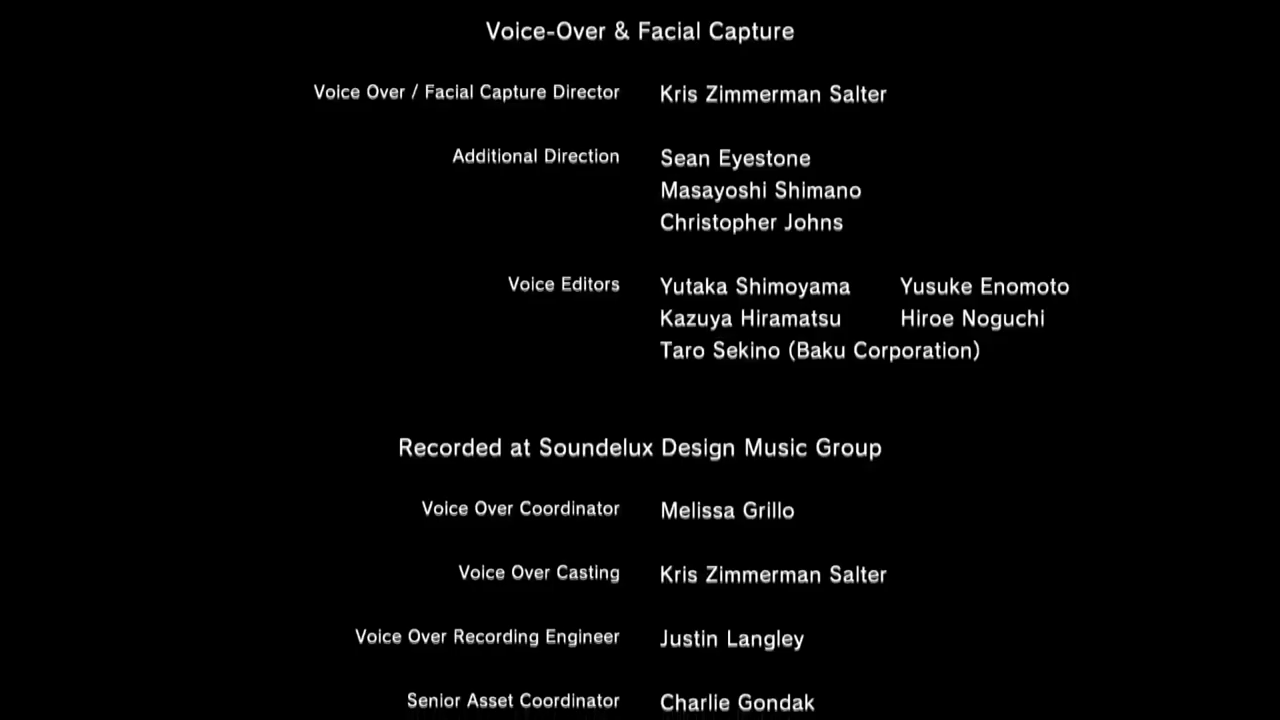 Voice-Over & Facial Capture
Voice Over / Facial Capture Director Kris Zimmerman Salter
Additional Direction Sean Eyestone
Masayoshi Shimano
Christopher Johns
Voice Editors Yutaka Shimoyama Yusuke Enomoto
Kazuya Hiramatsu Hiroe Noguchi
Taro Sekino (Baku Corporation)
Recorded at Soundelux Design Music Group
Voice Over Coordinator Melissa Grillo
Voice Over Casting Kris Zimmerman Salter
Voice Over Recording Engineer Justin Langley
Senior Asset Coordinator Charlie Gondak